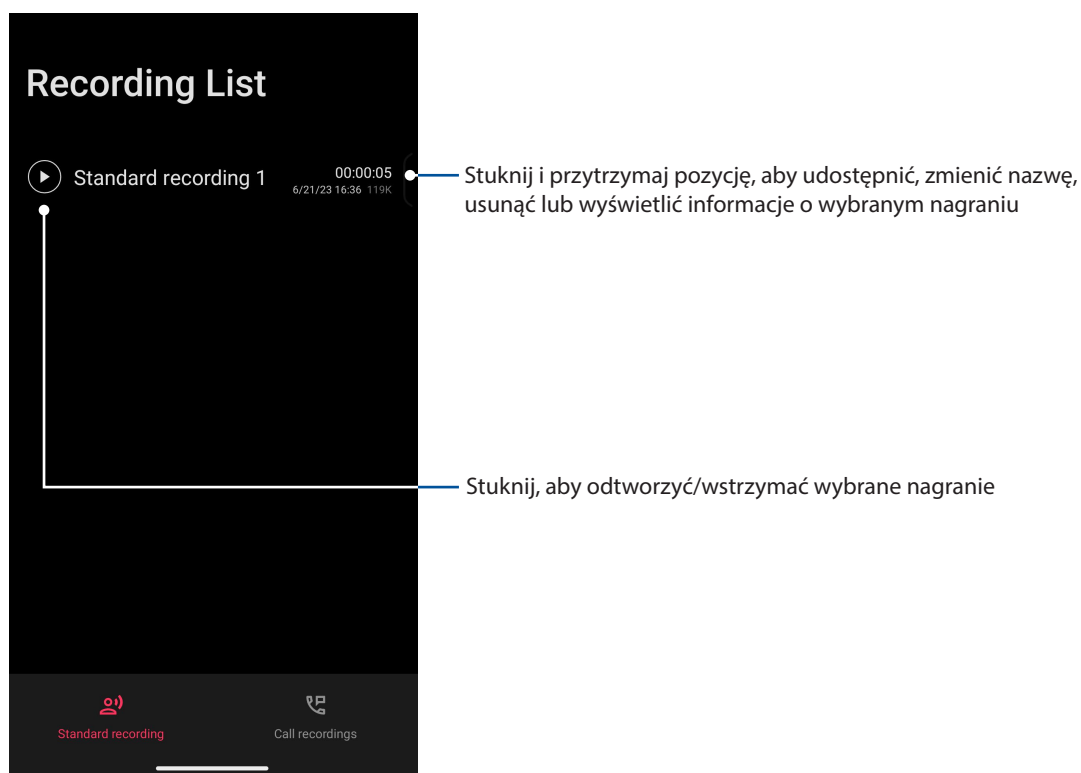 Recording List
Standard recording 1
00:00:05
6/21/23 16:36 119K
Stuknij i przytrzymaj pozycję, aby udostępnić, zmienić nazwę,
usunąć lub wyświetlić informacje o wybranym nagraniu
Stuknij, aby odtworzyć/wstrzymać wybrane nagranie
Standard recording
Call recordings